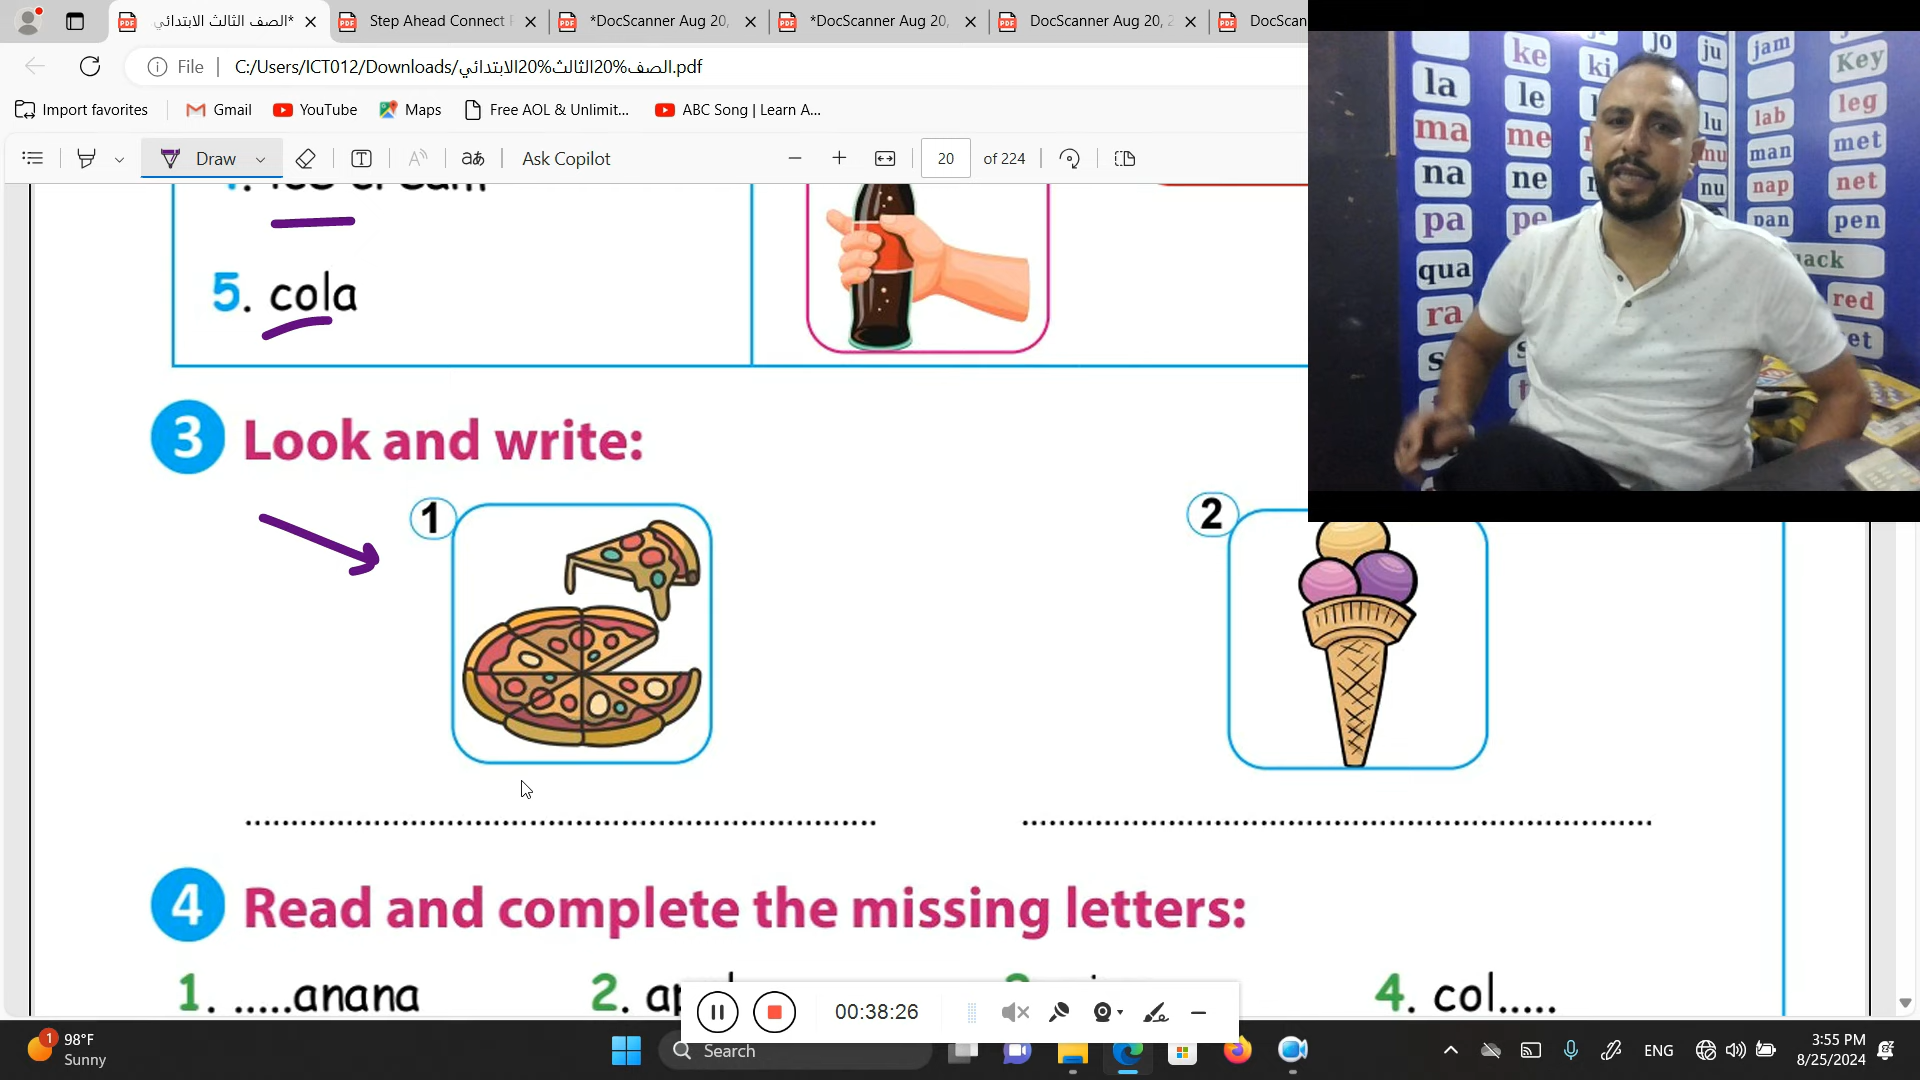 *الصف الثالث الابتدائي
Step Ahead Connect
*DocScanner Aug 20,
*DocScanner Aug 20,
DocScanner Aug 20, 2
DocScan
File
C:/Users/ICT012/Downloads/الصف%20الثالث%20الابتدائي.pdf
Import favorites
Gmail
YouTube
Maps
Free AOL & Unlimit...
ABC Song | Learn A...
Draw
Ask Copilot
20
of 224
5. cola
3 Look and write:
1
2
4 Read and complete the missing letters:
1. .....anana
2.
4. col.....
00:38:26
98°F
Sunny
1
Search
ENG
3:55 PM
8/25/2024
ke
jo
ju
jam
Key
la
le
lu
lab
leg
ma
me
mu
man
met
na
ne
nu
nap
net
pa
pe
pan
pen
qua
ra
red